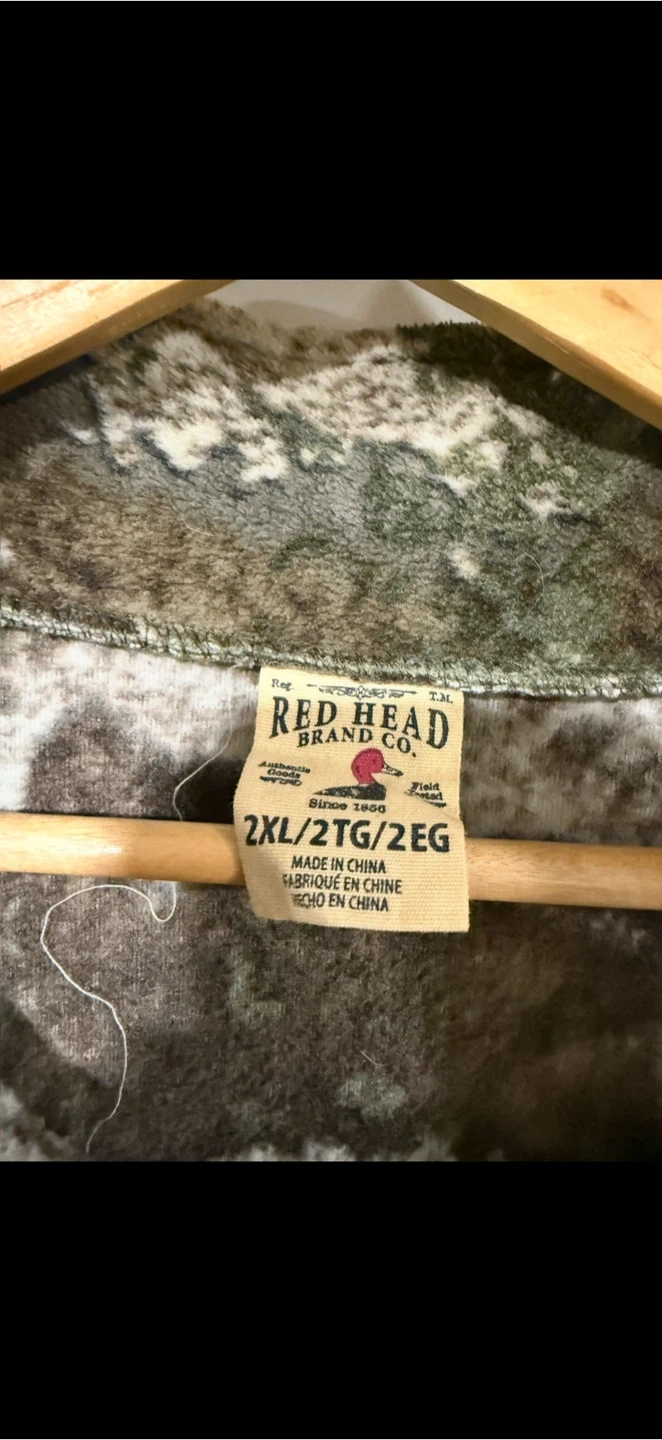 Reg. T.M.
RED HEAD
BRAND CO.
Authentic
Goods
Field
Since 1856
2XL/2TG/2EG
MADE IN CHINA
FABRIQUÉ EN CHINE
HECHO EN CHINA